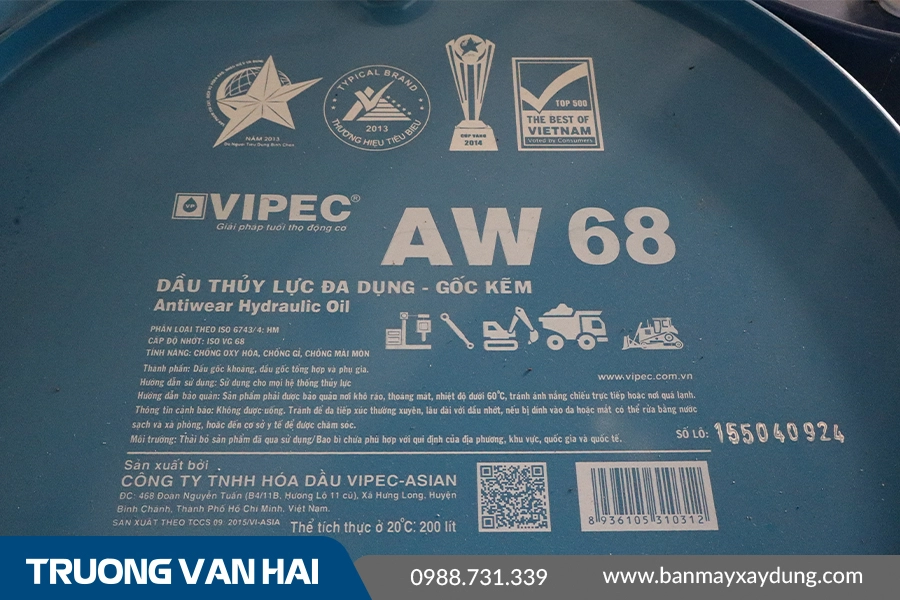 NĂM 2013
TYPICAL BRAND
2013
THƯƠNG HIỆU TIÊU BIỂU
CÚP VÀNG
2014
TOP 500
THE BEST OF
VIETNAM
Voted by Consumers
VP
VIPEC®
Giải pháp tuổi thọ động cơ
AW 68
DẦU THỦY LỰC ĐA DỤNG - GỐC KẼM
Antiwear Hydraulic Oil
PHÂN LOẠI THEO ISO 6743/4: HM
CẤP ĐỘ NHỚT: ISO VG 68
TÍNH NĂNG: CHỐNG OXY HÓA, CHỐNG GỈ, CHỐNG MÀI MÒN
Thành phần: Dầu gốc khoáng, dầu gốc tổng hợp và phụ gia.
www.vipec.com.vn
Hướng dẫn sử dụng: Sử dụng cho mọi hệ thống thủy lực
Hướng dẫn bảo quản: Sản phẩm phải được bảo quản nơi khô ráo, thoáng mát, nhiệt độ dưới 60°C, tránh ánh nắng chiếu trực tiếp hoặc nơi quá lạnh.
Thông tin cảnh báo: Không được uống. Tránh để da tiếp xúc thường xuyên, lâu dài với dầu nhớt, nếu bị dính vào da hoặc mắt có thể rửa bằng nước
sạch và xà phòng, hoặc đến cơ sở y tế để được chăm sóc.
Môi trường: Thải bỏ sản phẩm đã qua sử dụng/ Bao bì chứa phù hợp với qui định của địa phương, khu vực, quốc gia và quốc tế.
SỐ LÔ: 155040924
Sản xuất bởi
CÔNG TY TNHH HÓA DẦU VIPEC-ASIAN
ĐC: 468 Đoàn Nguyễn Tuấn (B4/11B, Hương Lộ 11 cũ), Xã Hưng Long, Huyện
Bình Chánh, Thành Phố Hồ Chí Minh, Việt Nam.
SẢN XUẤT THEO TCCS 09. 2015/VI-ASIA
Thể tích thực ở 20°C: 200 lít
8 936105 310312
TRUONG VAN HAI
0988.731.339
www.banmayxaydung.com